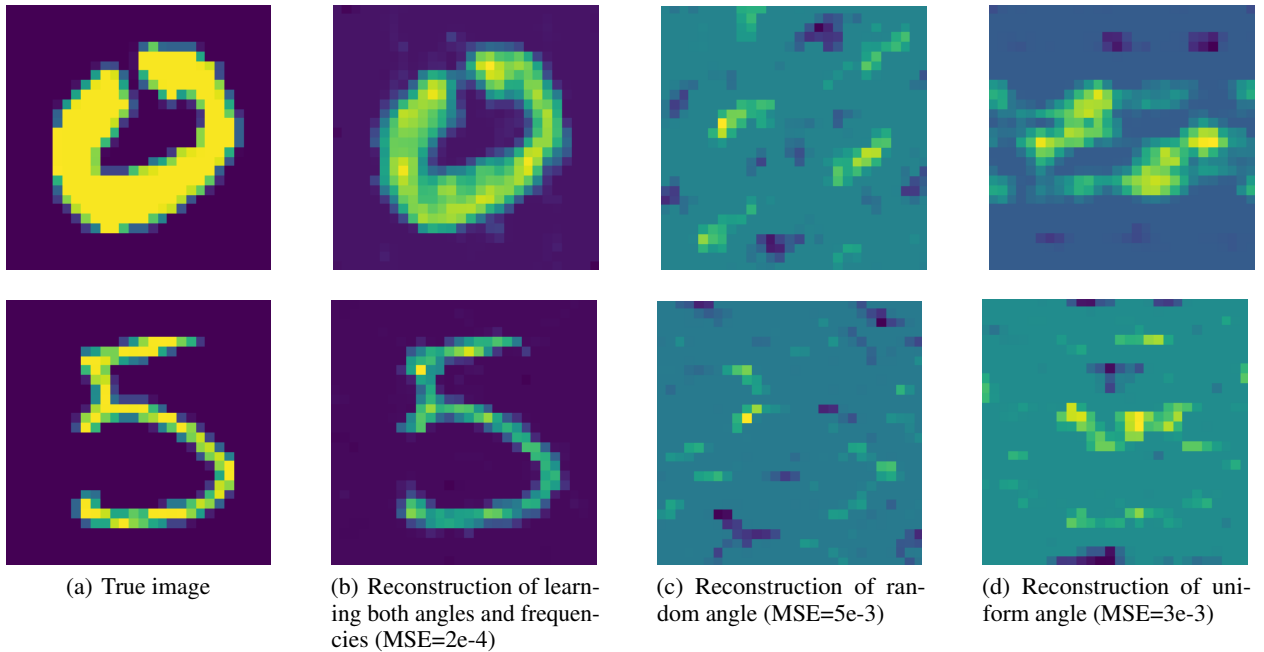 (a) True image
(b) Reconstruction of learn-
ing both angles and frequen-
cies (MSE=2e-4)
(c) Reconstruction of ran-
dom angle (MSE=5e-3)
(d) Reconstruction of uni-
form angle (MSE=3e-3)